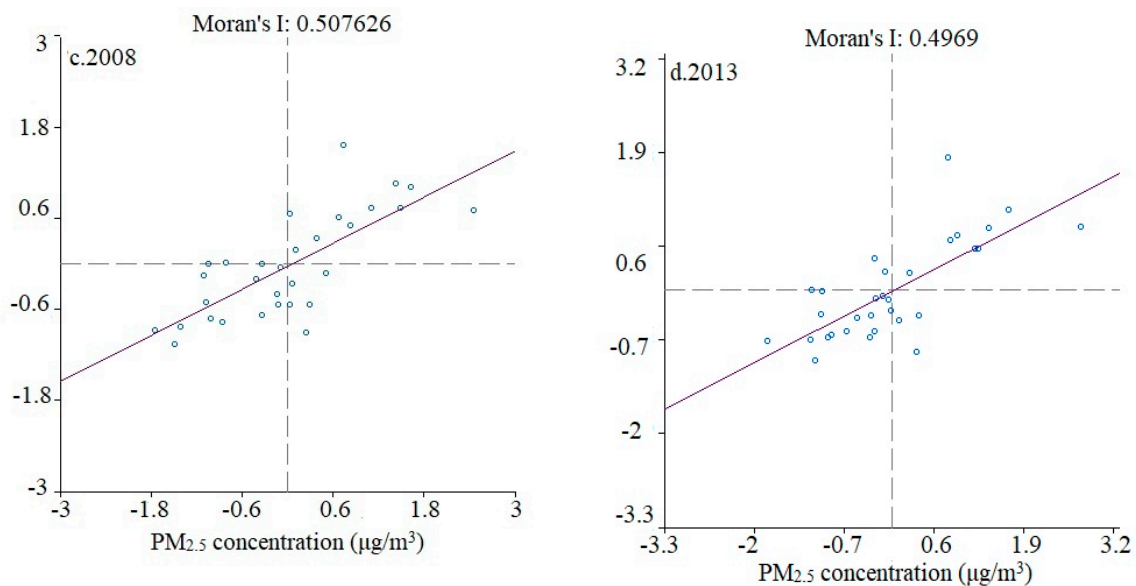 Moran's I: 0.507626
'c.2008
3
1.8
0.6
-0.6
-1.8
-3
-3 -1.8 -0.6 0.6 1.8 3
PM2.5 concentration (μg/m³)
Moran's I: 0.4969
d.2013
3.2
1.9
0.6
-0.7
-2
-3.3
-3.3 -2 -0.7 0.6 1.9 3.2
PM2.5 concentration (μg/m³)